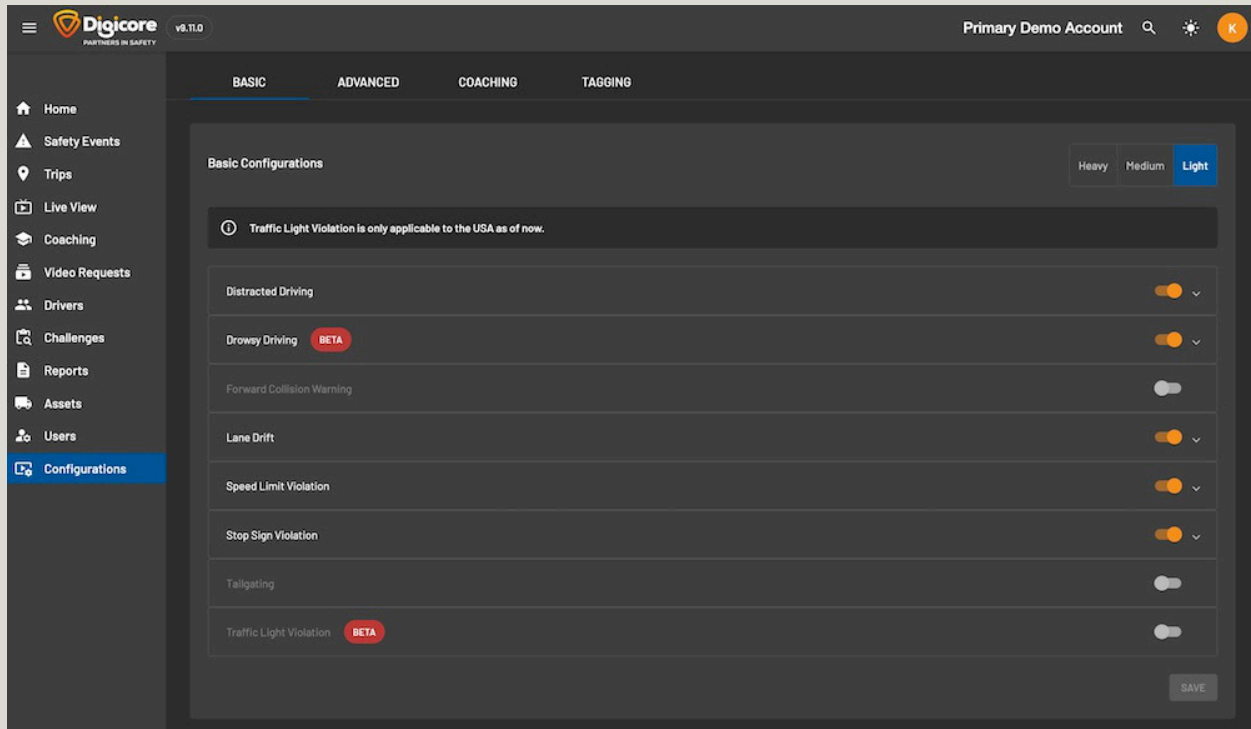 Digicore
PARTNERS IN SAFETY
v9.11.0
Primary Demo Account
K
Home
Safety Events
Trips
Live View
Coaching
Video Requests
Drivers
Challenges
Reports
Assets
Users
Configurations
BASIC ADVANCED COACHING TAGGING
Basic Configurations
Heavy Medium Light
Traffic Light Violation is only applicable to the USA as of now.
Distracted Driving
Drowsy Driving BETA
Forward Collision Warning
Lane Drift
Speed Limit Violation
Stop Sign Violation
Tailgating
Traffic Light Violation BETA
SAVE